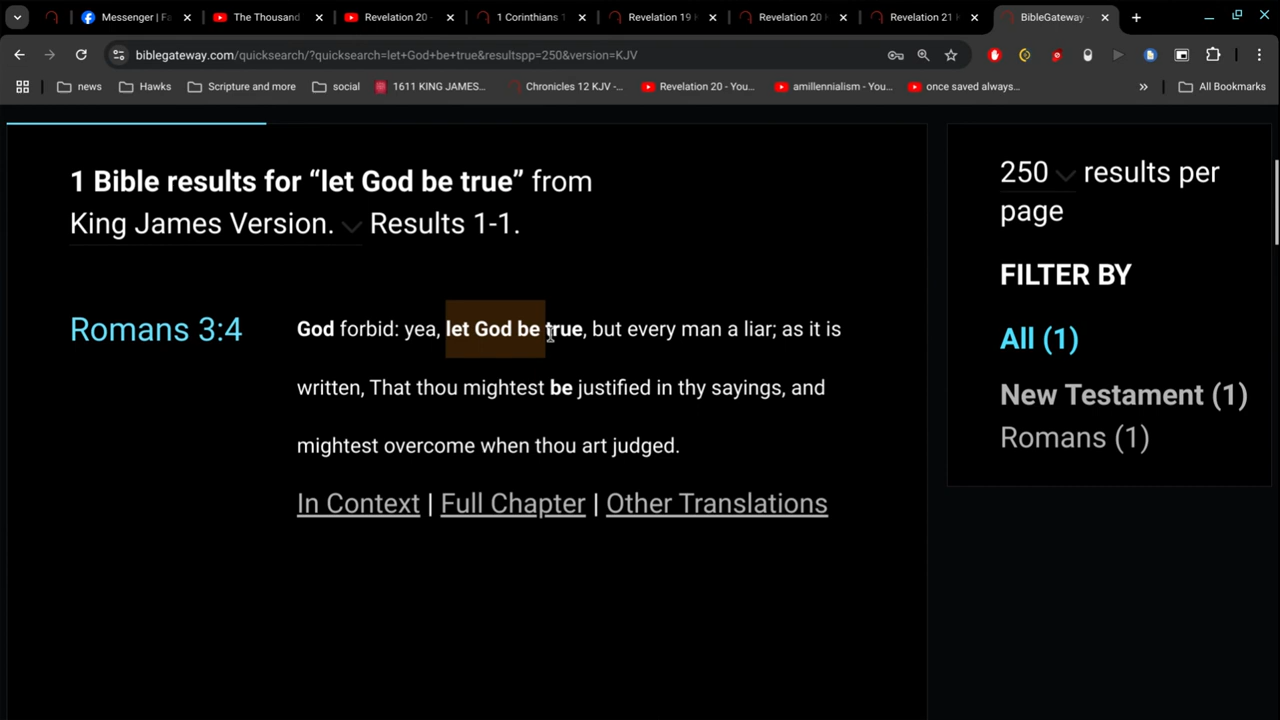 Messenger | Fa
The Thousand
Revelation 20
1 Corinthians 1
Revelation 19 k
Revelation 20 k
Revelation 21 k
BibleGateway
biblegateway.com/quicksearch/?quicksearch=let+God+be+true&resultspp=250&version=KJV
news
Hawks
Scripture and more
social
1611 KING JAMES...
Chronicles 12 KJV -...
Revelation 20 - You...
amillennialism - You...
once saved always...
»
All Bookmarks
1 Bible results for “let God be true” from
King James Version. Results 1-1.
Romans 3:4
God forbid: yea, let God be true, but every man a liar; as it is
written, That thou mightest be justified in thy sayings, and
mightest overcome when thou art judged.
In Context | Full Chapter | Other Translations
250 results per
page
FILTER BY
All (1)
New Testament (1)
Romans (1)